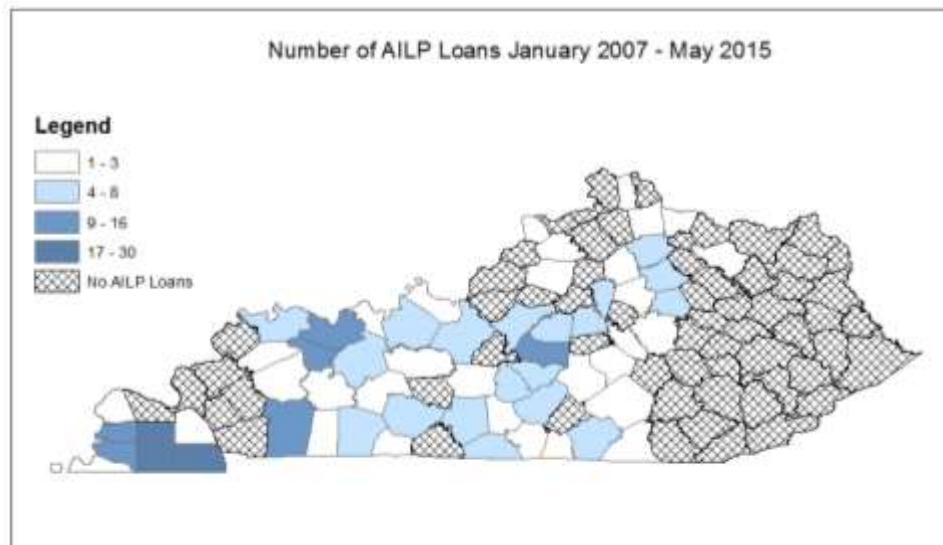 Number of AILP Loans January 2007 - May 2015
Legend
1 - 3
4 - 8
9 - 16
17 - 30
No AILP Loans